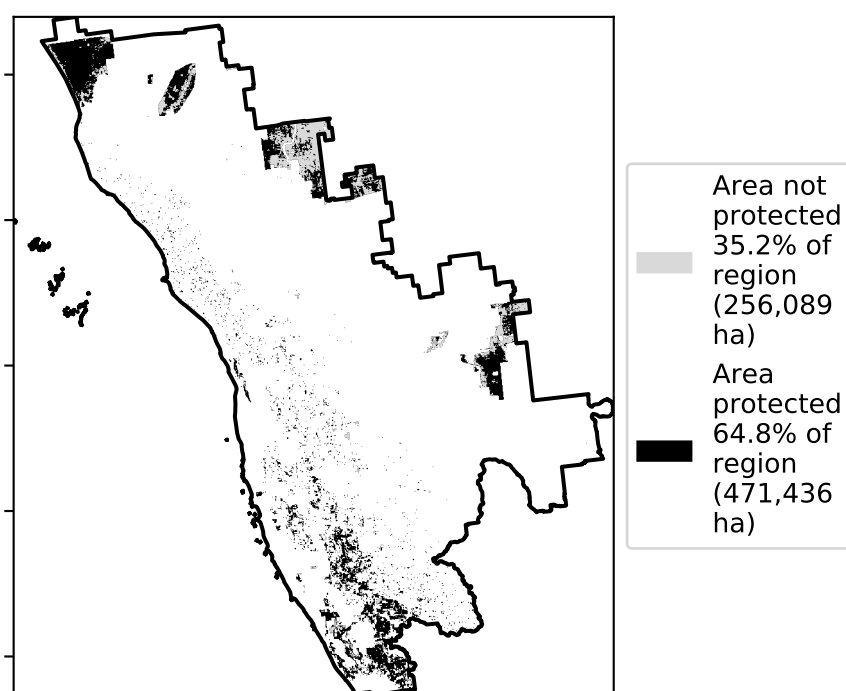 Area not
protected
35.2% of
region
(256,089
ha)
Area
protected
64.8% of
region
(471,436
ha)